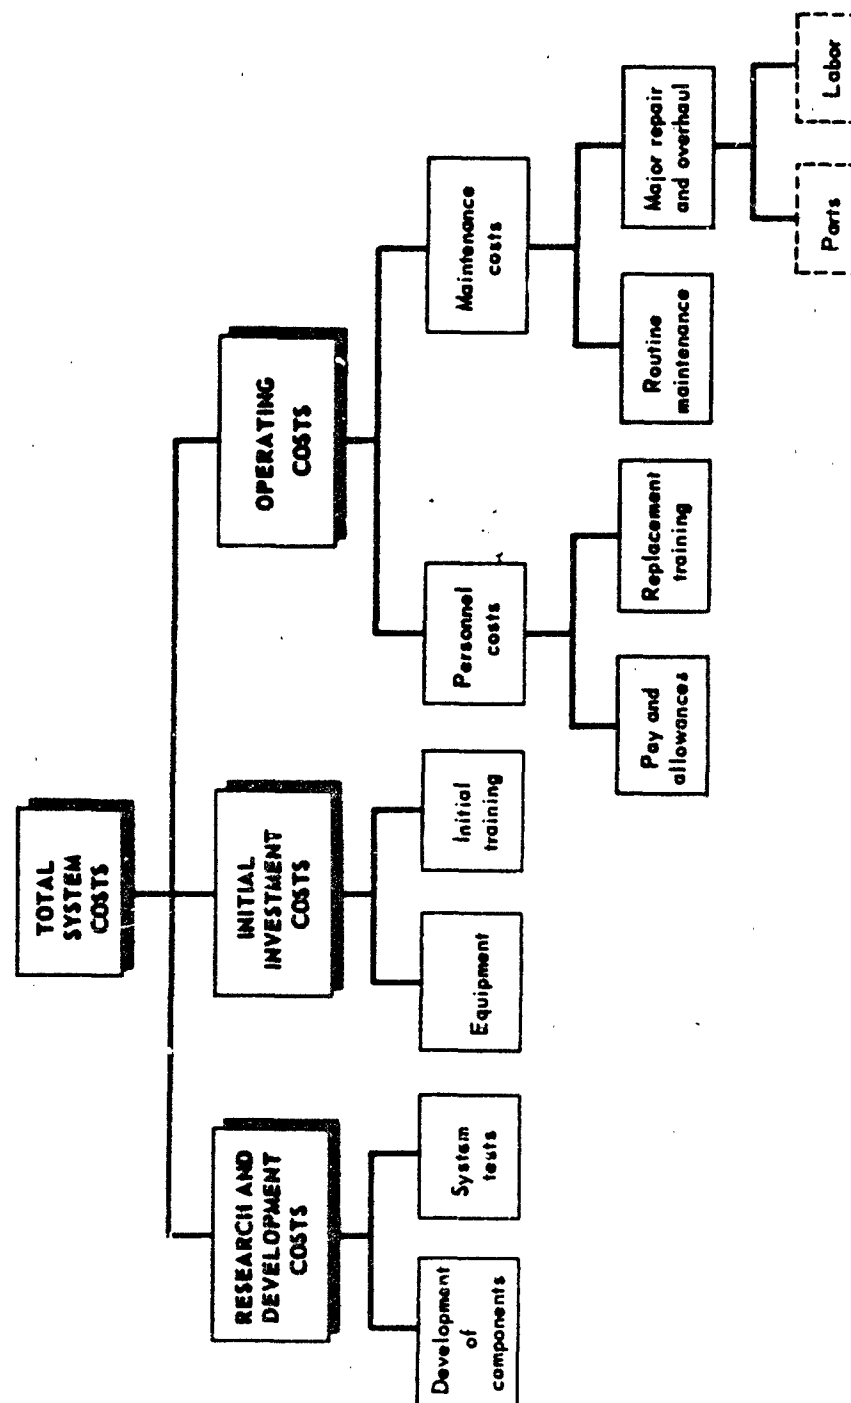 TOTAL
SYSTEM
COSTS
RESEARCH AND
DEVELOPMENT
COSTS
INITIAL
INVESTMENT
COSTS
OPERATING
COSTS
Development
of
components
System
tests
Equipment
Initial
training
Personnel
costs
Maintenance
costs
Pay and
allowances
Replacement
training
Routine
maintenance
Major repair
and overhaul
Parts
Labor